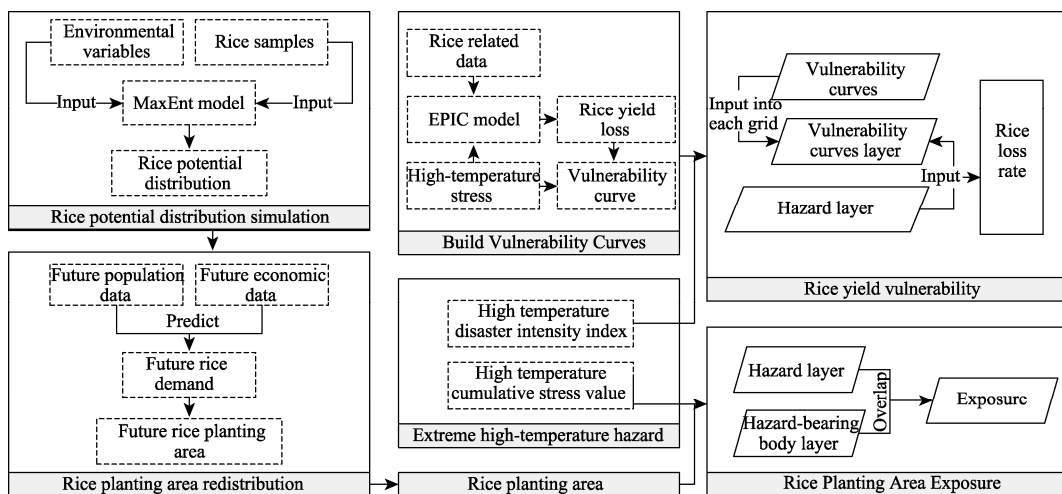 Environmental
variables
Rice samples
Input
MaxEnt model
Input
Rice potential
distribution
Rice potential distribution simulation
Future population
data
Future economic
data
Predict
Future rice
demand
Future rice planting
area
Rice planting area redistribution
Rice related
data
EPIC model
Rice yield
loss
High-temperature
stress
Vulnerability
curve
Build Vulnerability Curves
High temperature
disaster intensity index
High temperature
cumulative stress value
Extreme high-temperature hazard
Rice planting area
Vulnerability
curves
Input into
each grid
Vulnerability
curves layer
Input
Hazard layer
Rice
loss
rate
Rice yield vulnerability
Hazard layer
Hazard-bearing
body layer
Overlap
Exposure
Rice Planting Area Exposure